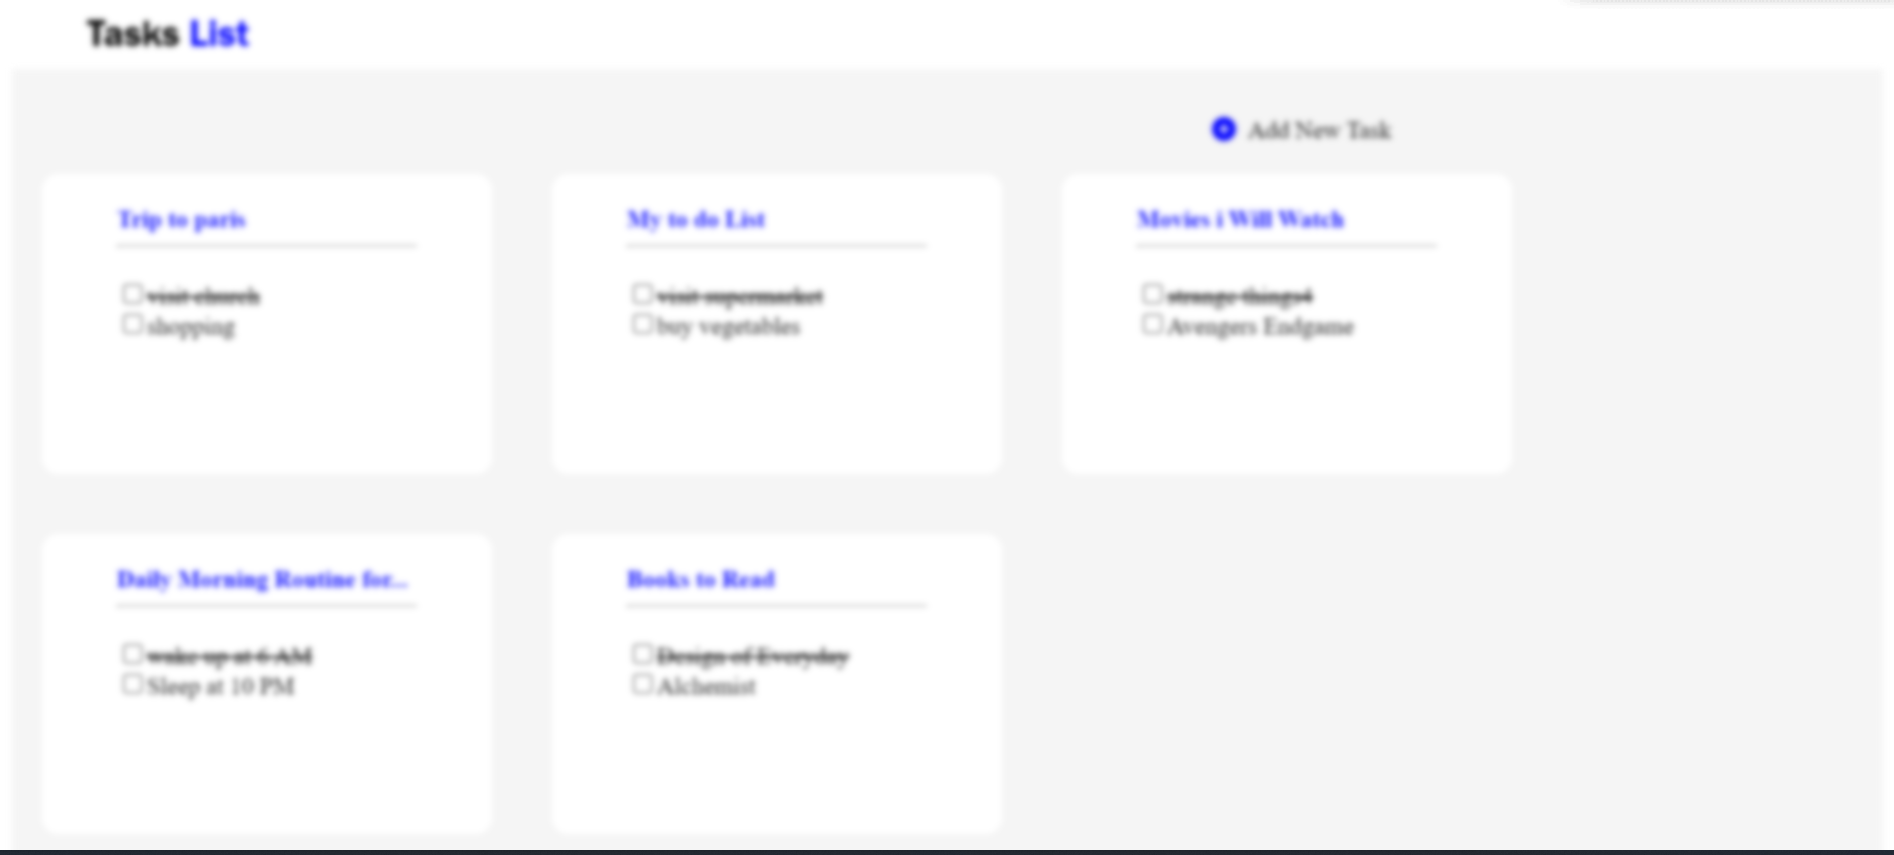 Tasks List
Add New Task
Trip to paris
visit church
shopping
My to do List
visit supermarket
buy vegetables
Movies i Will Watch
strange things4
Avengers Endgame
Daily Morning Routine for...
wake up at 6 AM
Sleep at 10 PM
Books to Read
Design of Everyday
Alchemist